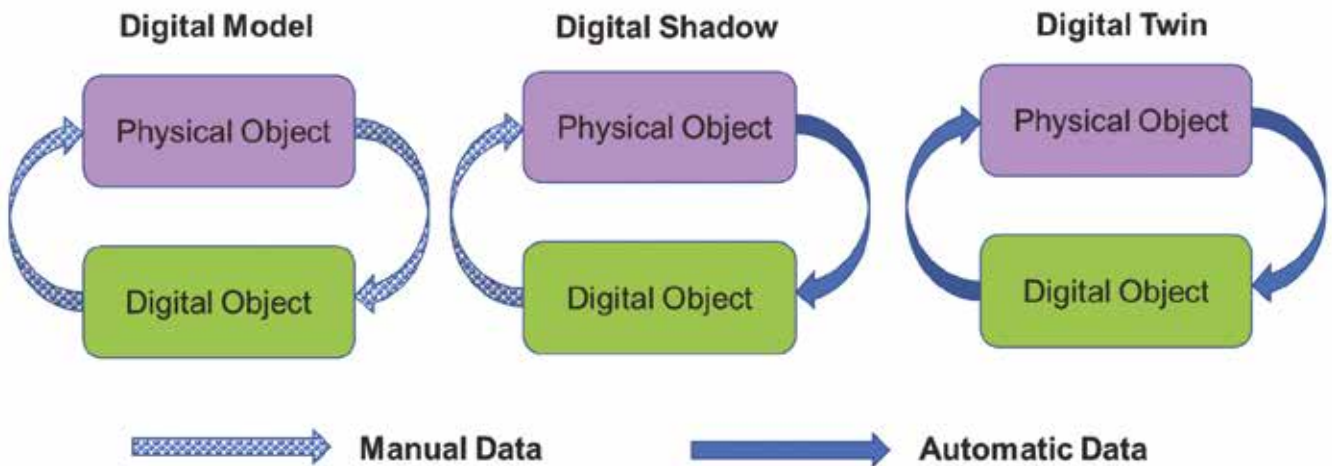 Digital Model
Digital Shadow
Digital Twin
Physical Object
Physical Object
Physical Object
Digital Object
Digital Object
Digital Object
Manual Data
Automatic Data